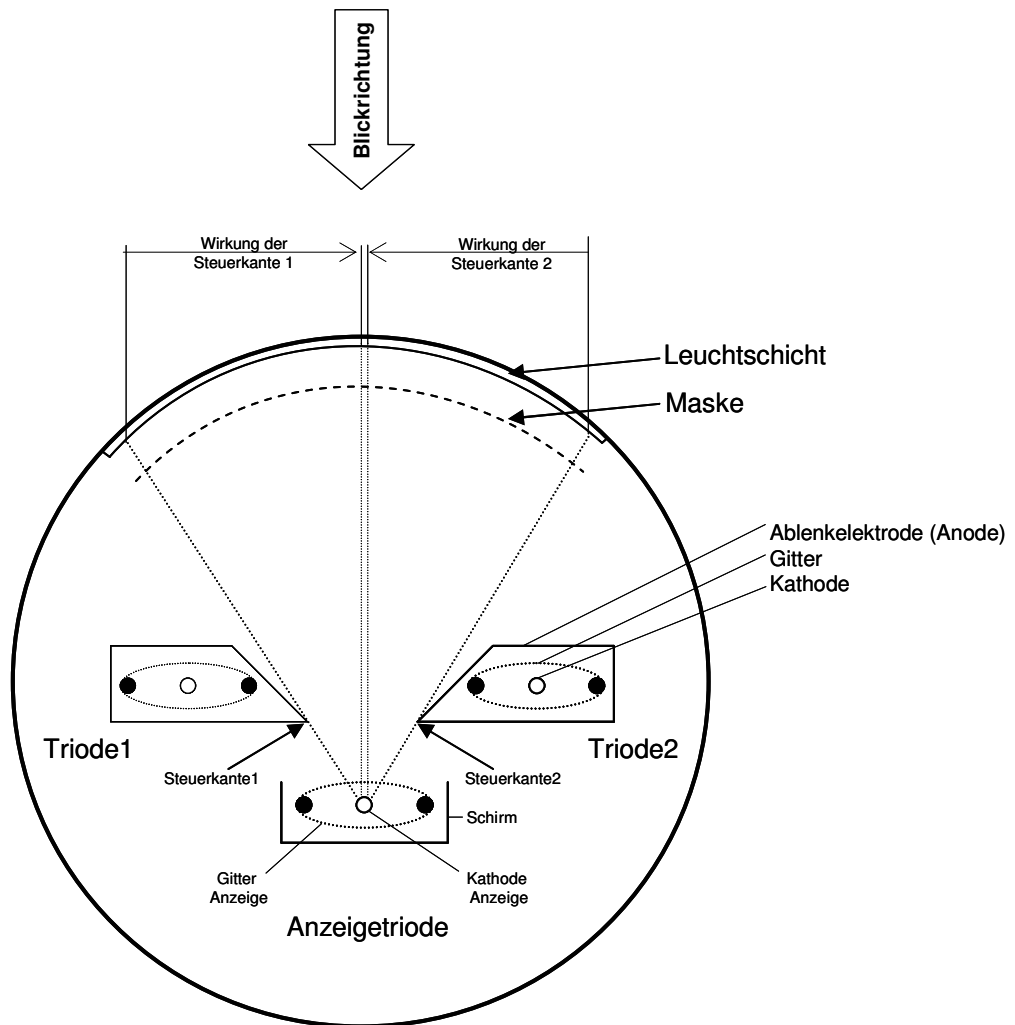 Blickrichtung
Wirkung der
Steuerkante 1
Wirkung der
Steuerkante 2
Leuchtschicht
Maske
Ablenkelektrode (Anode)
Gitter
Kathode
Triode1
Triode2
Steuerkante1
Steuerkante2
Schirm
Gitter
Anzeige
Kathode
Anzeige
Anzeigetriode